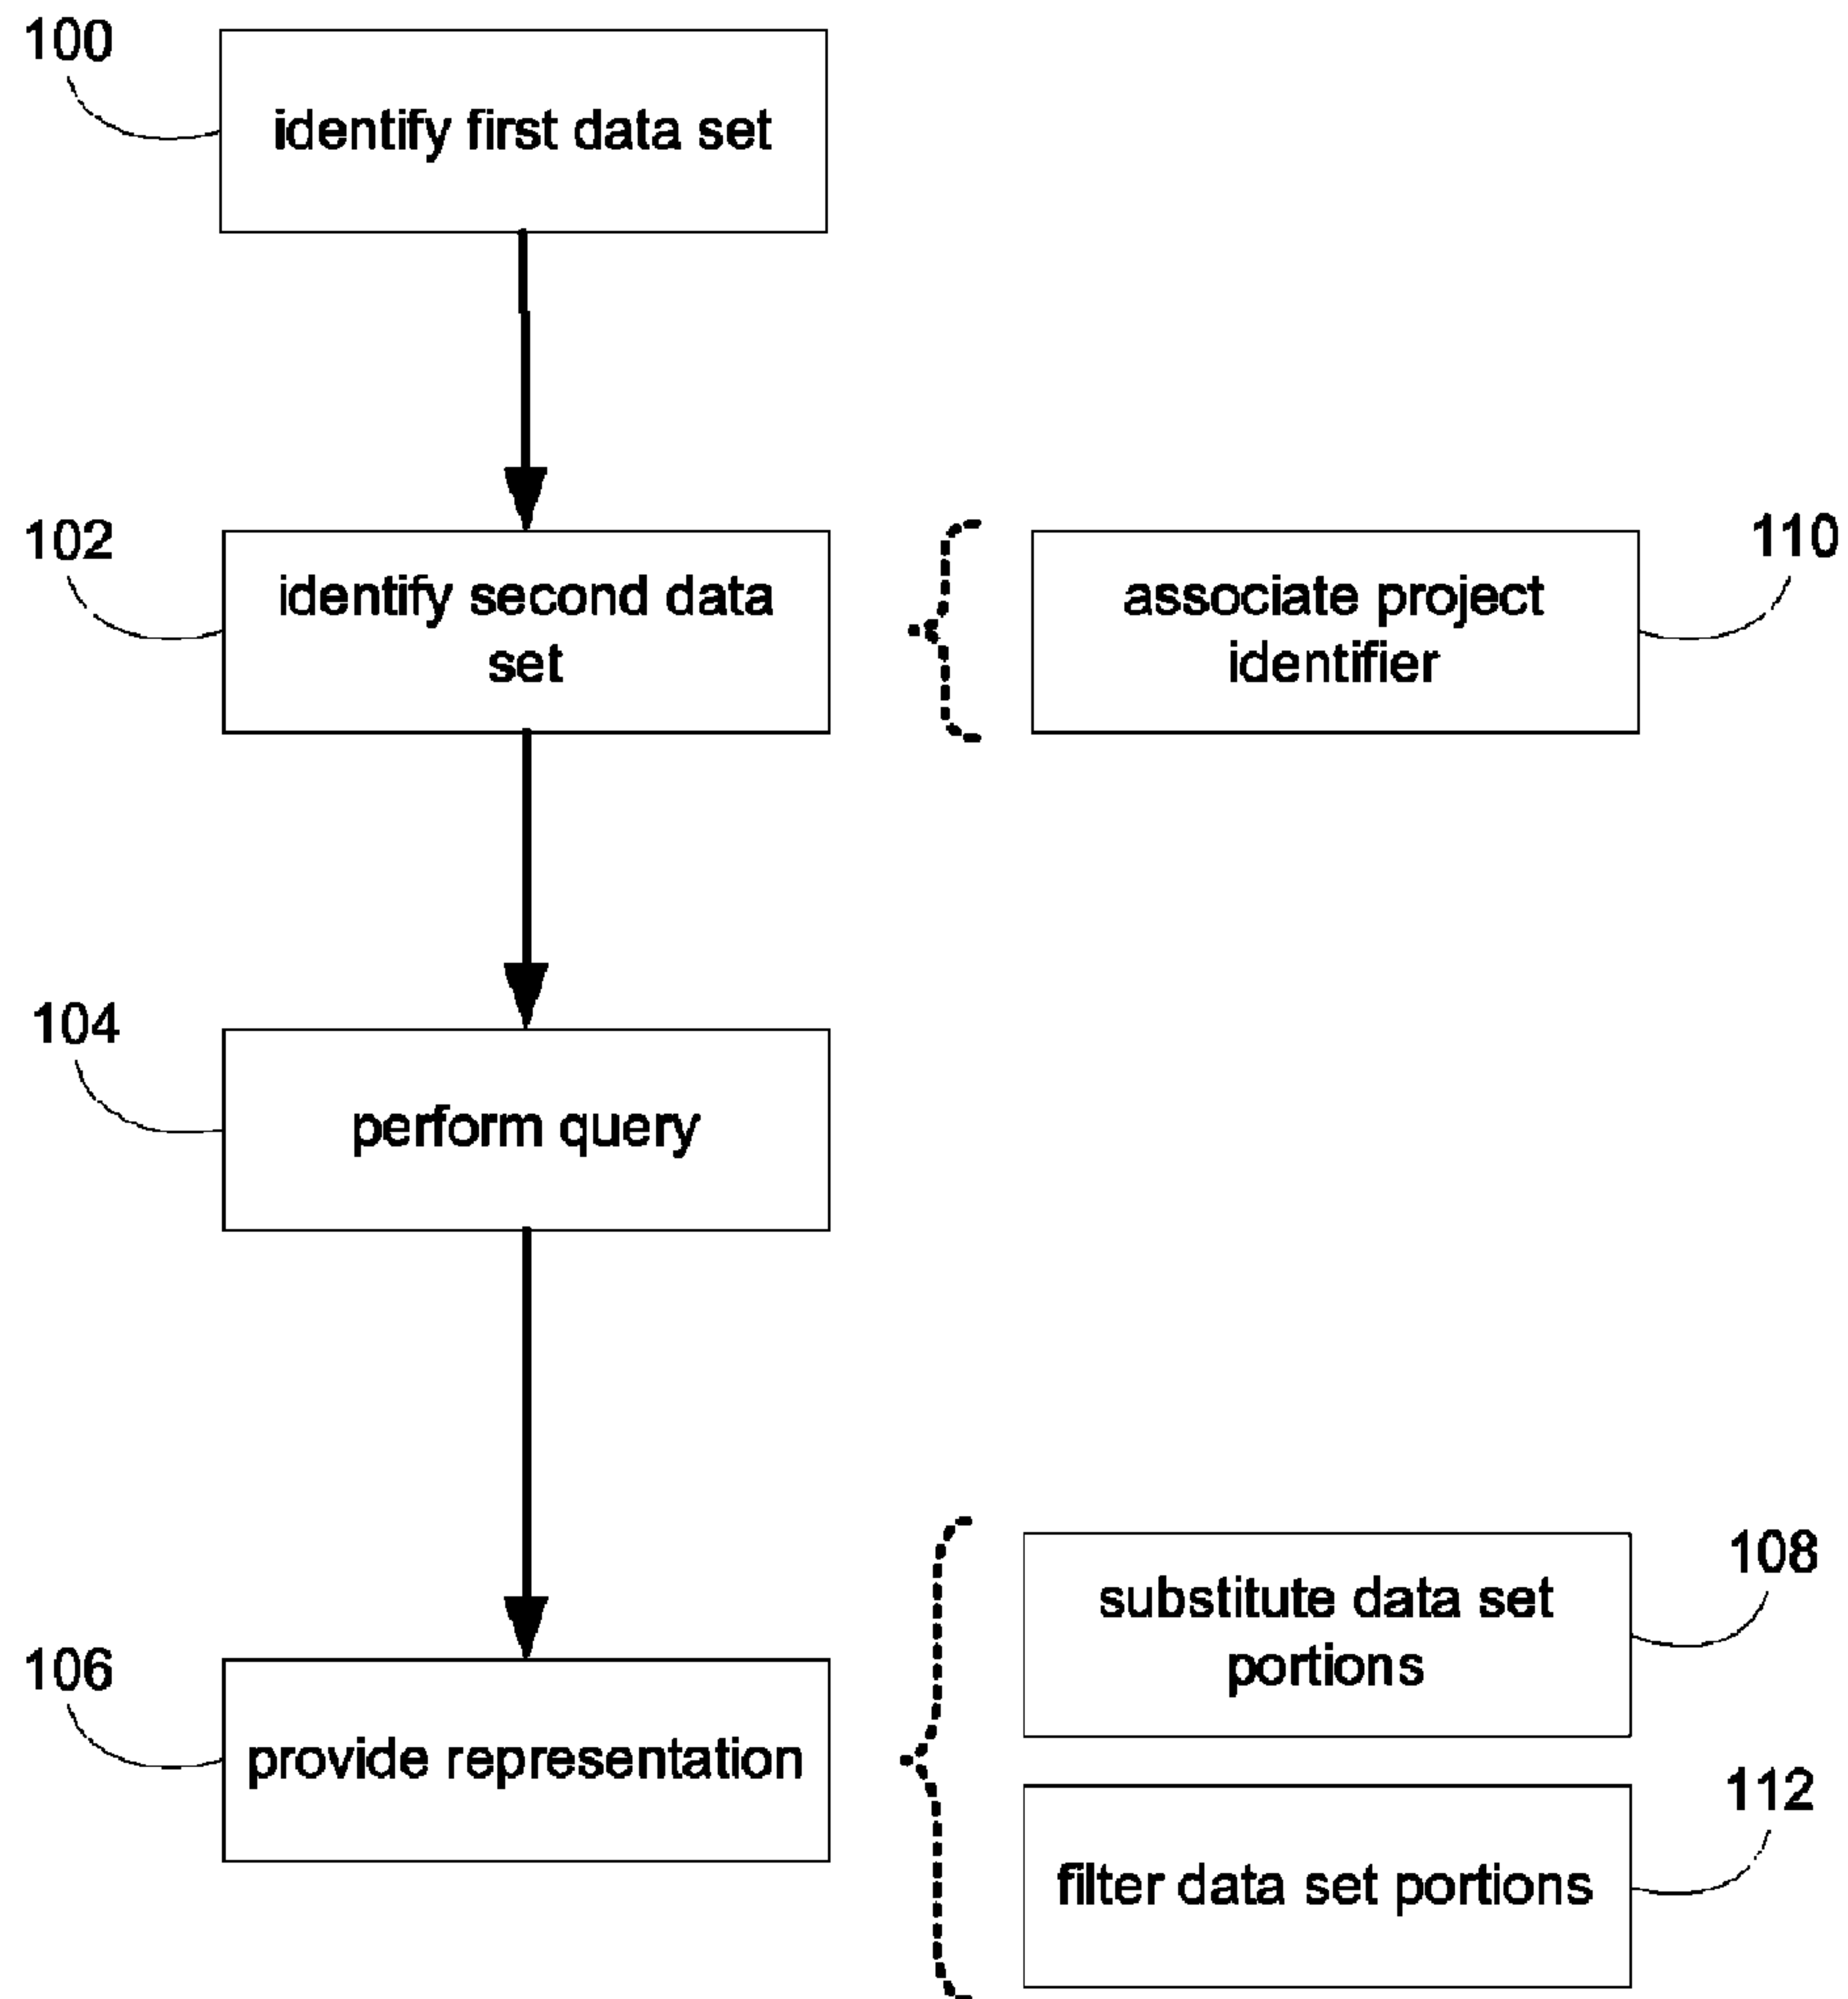 100
identify first data set
102
identify second data
set
110
associate project
identifier
104
perform query
106
provide representation
108
substitute data set
portions
112
filter data set portions